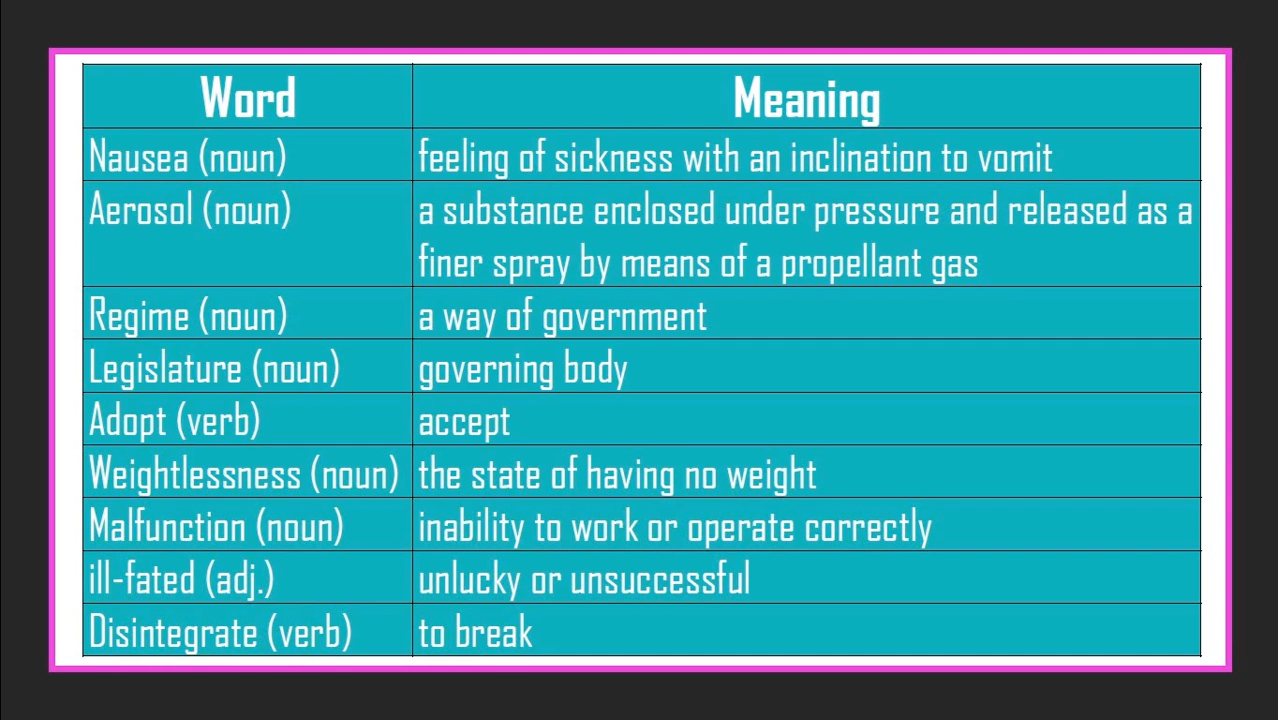 Word Meaning
Nausea (noun) feeling of sickness with an inclination to vomit
Aerosol (noun) a substance enclosed under pressure and released as a
finer spray by means of a propellant gas
Regime (noun) a way of government
Legislature (noun) governing body
Adopt (verb) accept
Weightlessness (noun) the state of having no weight
Malfunction (noun) inability to work or operate correctly
ill-fated (adj.) unlucky or unsuccessful
Disintegrate (verb) to break